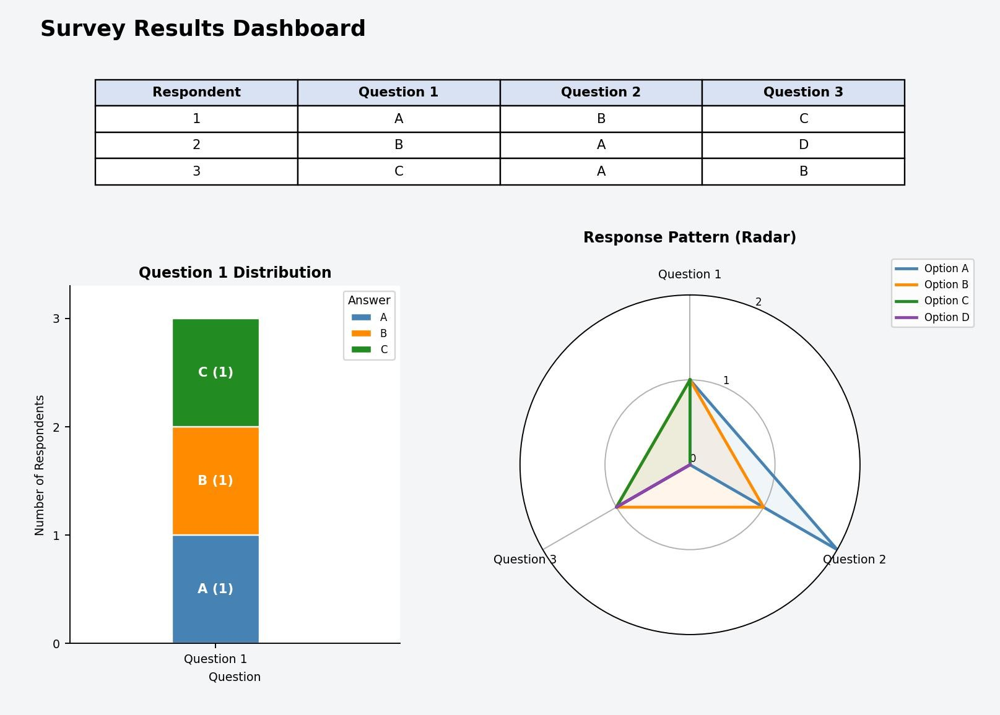 Survey Results Dashboard
Respondent Question 1 Question 2 Question 3
1 A B C
2 B A D
3 C A B
Question 1 Distribution
Number of Respondents
3
2
1
0
C (1)
B (1)
A (1)
Answer
A
B
C
Question 1
Question
Response Pattern (Radar)
Question 1
2
1
0
Question 3
Question 2
Option A
Option B
Option C
Option D